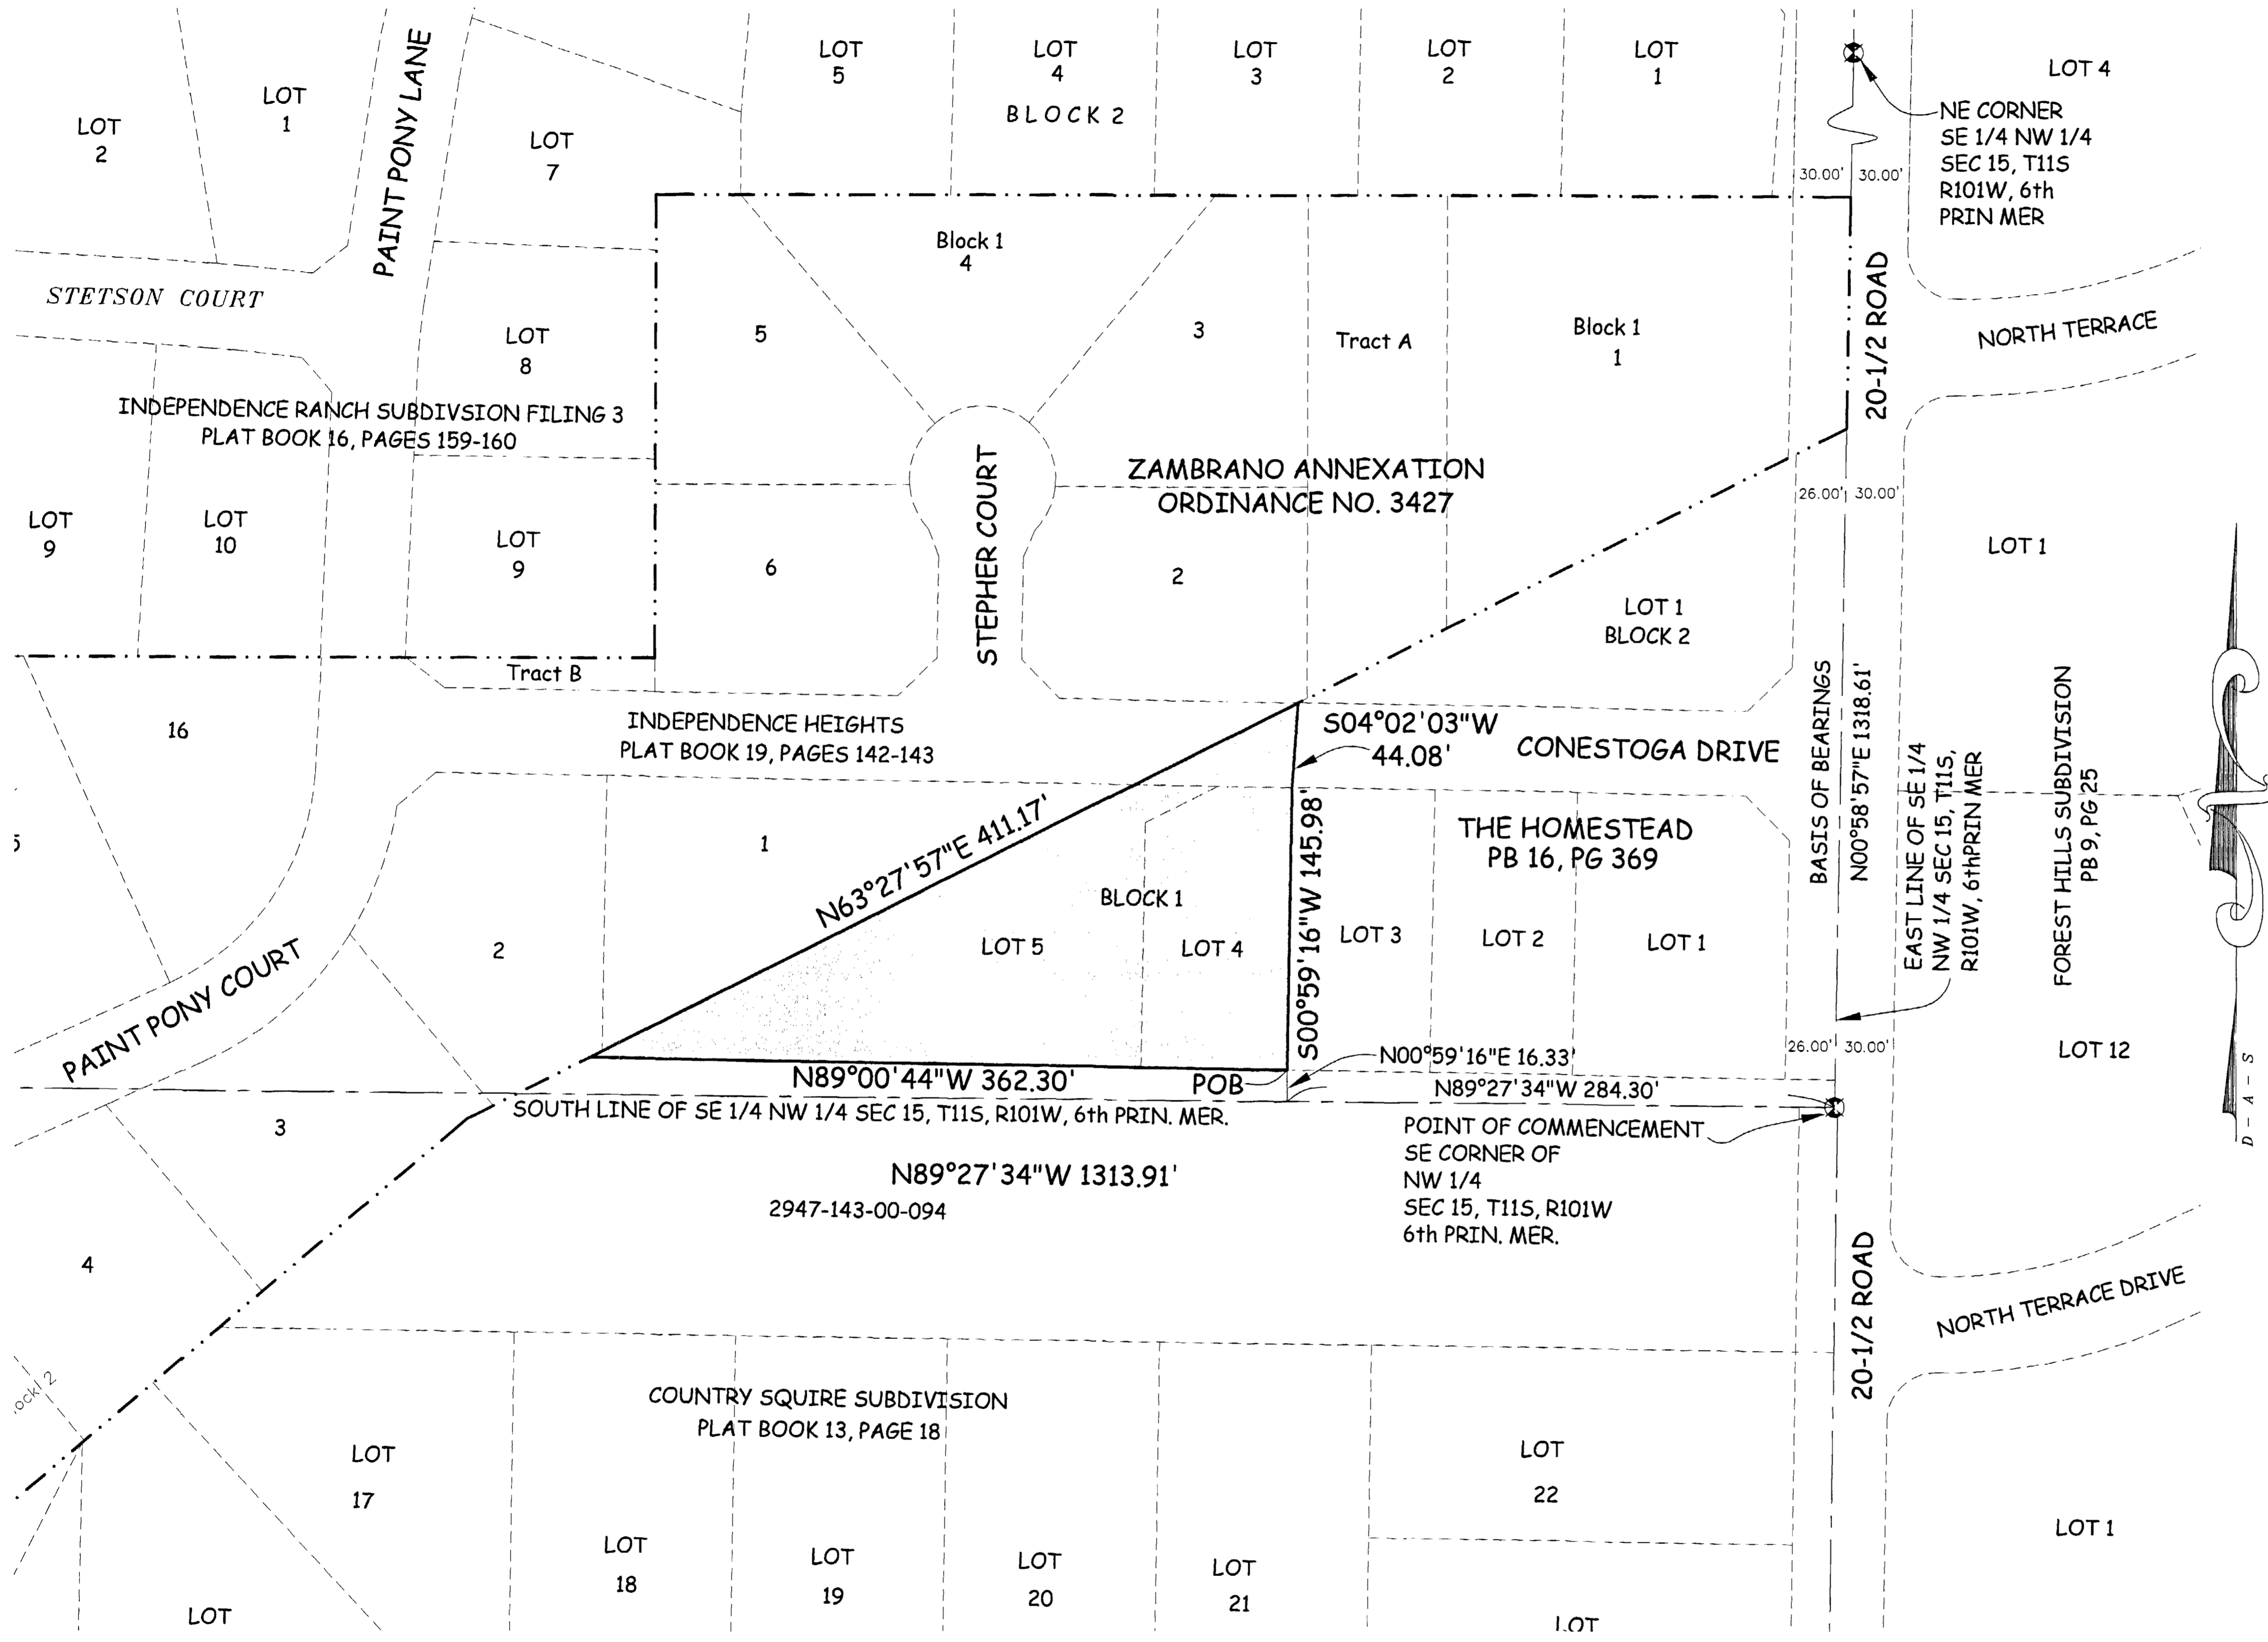 LOT
2
LOT
1
PAINT PONY LANE
LOT
7
LOT
5
LOT
4
BLOCK 2
LOT
3
LOT
2
LOT
1
LOT 4
NE CORNER
SE 1/4 NW 1/4
SEC 15, T11S
R101W, 6th
PRIN MER
30.00'
30.00'
STETSON COURT
LOT
8
INDEPENDENCE RANCH SUBDIVSION FILING 3
PLAT BOOK 16, PAGES 159-160
LOT
9
LOT
10
LOT
9
Block 1
4
5
3
Tract A
Block 1
1
20-1/2 ROAD
NORTH TERRACE
ZAMBRANO ANNEXATION
ORDINANCE NO. 3427
STEPHER COURT
6
2
26.00'
30.00'
LOT 1
LOT 1
BLOCK 2
Tract B
16
INDEPENDENCE HEIGHTS
PLAT BOOK 19, PAGES 142-143
S04°02'03"W
44.08'
CONESTOGA DRIVE
BASIS OF BEARINGS
N00°58'57"E 1318.61'
EAST LINE OF SE 1/4
NW 1/4 SEC 15, T11S,
R101W, 6thPRIN MER
FOREST HILLS SUBDIVISION
PB 9, PG 25
5
1
N63°27'57"E 411.17'
THE HOMESTEAD
PB 16, PG 369
BLOCK 1
S00°59'16"W 145.98'
2
LOT 5
LOT 4
LOT 3
LOT 2
LOT 1
PAINT PONY COURT
26.00'
30.00'
LOT 12
D-A-S
N89°00'44"W 362.30'
POB
N00°59'16"E 16.33'
N89°27'34"W 284.30'
SOUTH LINE OF SE 1/4 NW 1/4 SEC 15, T11S, R101W, 6th PRIN. MER.
3
POINT OF COMMENCEMENT
SE CORNER OF
NW 1/4
SEC 15, T11S, R101W
6th PRIN. MER.
N89°27'34"W 1313.91'
2947-143-00-094
4
20-1/2 ROAD
NORTH TERRACE DRIVE
ock 2
COUNTRY SQUIRE SUBDIVISION
PLAT BOOK 13, PAGE 18
LOT
17
LOT
22
LOT
18
LOT
19
LOT
20
LOT
21
LOT 1
LOT
LOT